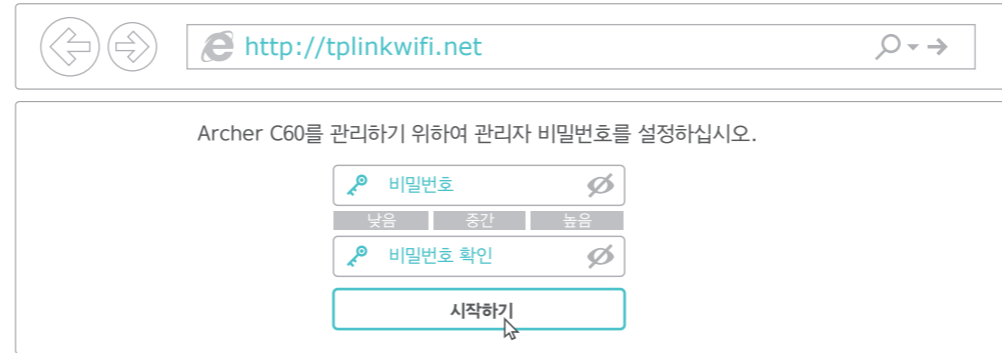 http://tplinkwifi.net
Archer C60를 관리하기 위하여 관리자 비밀번호를 설정하십시오.
비밀번호
낮음 중간 높음
비밀번호 확인
시작하기